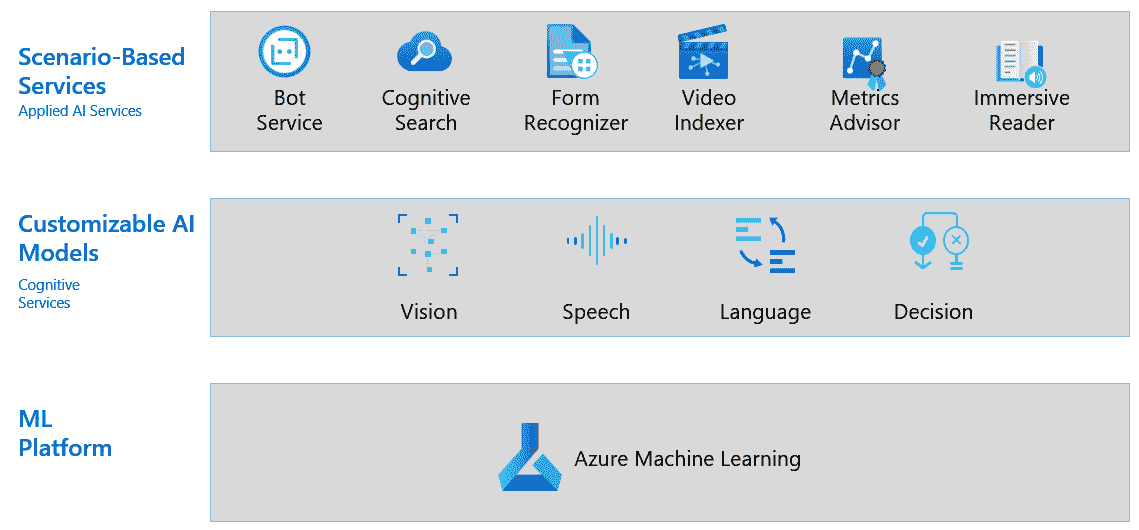 Scenario-Based
Services
Applied AI Services
Bot
Service
Cognitive
Search
Form
Recognizer
Video
Indexer
Metrics
Advisor
Immersive
Reader
Customizable AI
Models
Cognitive
Services
Vision
Speech
Language
Decision
ML
Platform
Azure Machine Learning